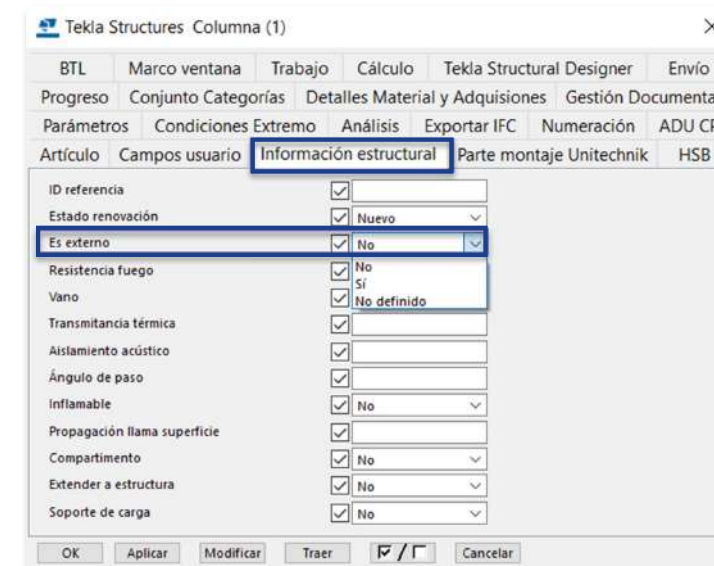 Tekla Structures Columna (1)
BTL Marco ventana Trabajo Cálculo Tekla Structural Designer Envío
Progreso Conjunto Categorías Detalles Material y Adquisiones Gestión Documenta
Parámetros Condiciones Extremo Análisis Exportar IFC Numeración ADU
Artículo Campos usuario Información estructural Parte montaje Unitechnik HSB
ID referencia
Estado renovación Nuevo
Es externo No
Resistencia fuego No
Sí
Vano No definido
Transmitancia térmica
Aislamiento acústico
Ángulo de paso
Inflamable No
Propagación llama superficie
Compartimento No
Extender a estructura No
Soporte de carga No
OK Aplicar Modificar Traer / Cancelar